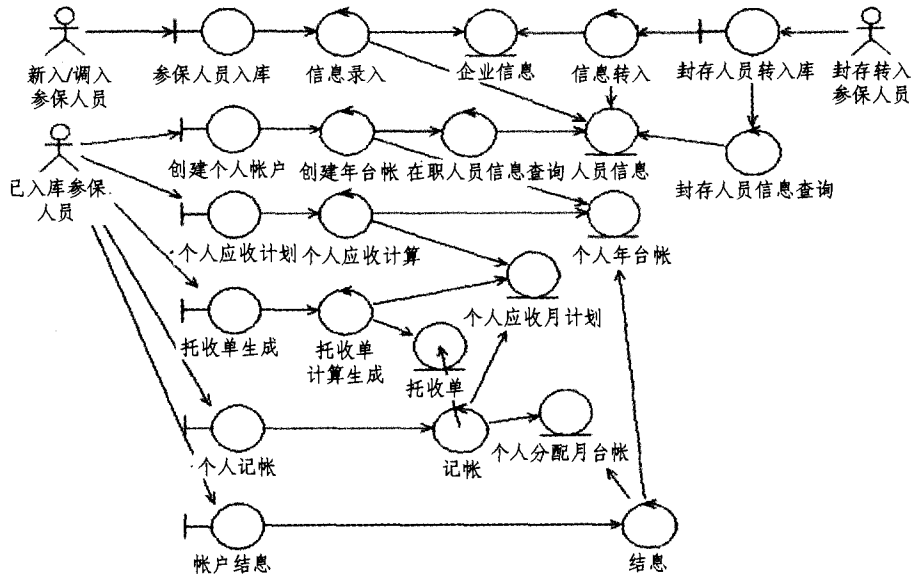 新入/调入
参保人员
参保人员入库
信息录入
企业信息
信息转入
封存人员转入库
封存转入
参保人员
已入库参保
人员
创建个人帐户
创建年台帐
在职人员信息查询
人员信息
封存人员信息查询
个人应收计划
个人应收计算
个人年台帐
个人应收月计划
托收单生成
托收单
计算生成
托收单
个人记帐
记帐
个人分配月台帐
帐户结息
结息